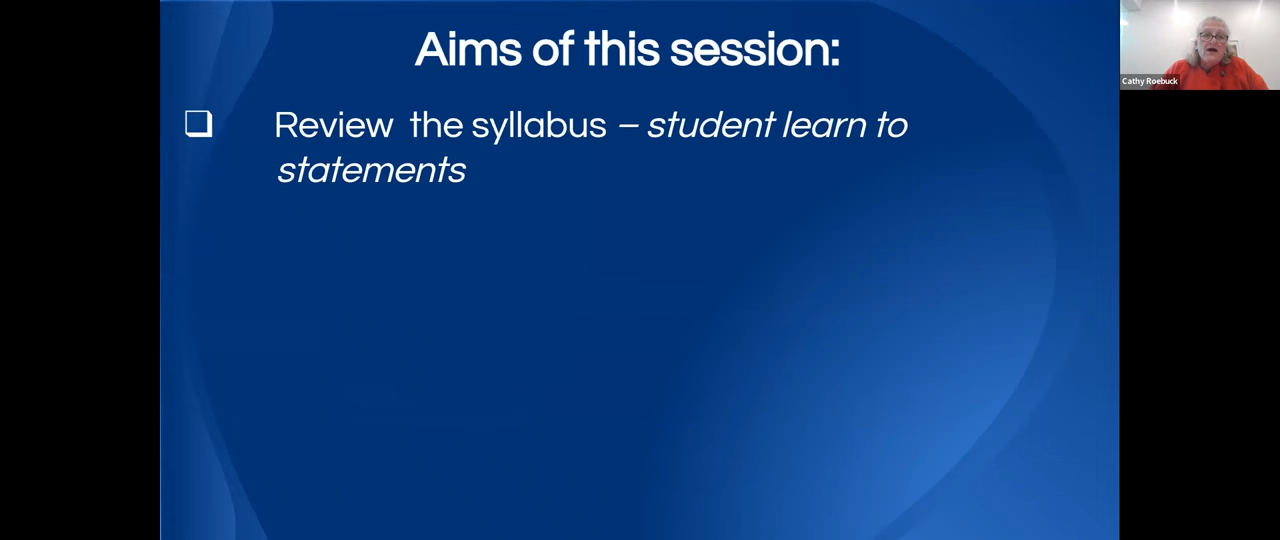 Aims of this session:
Review the syllabus – student learn to
statements
Cathy Roebuck